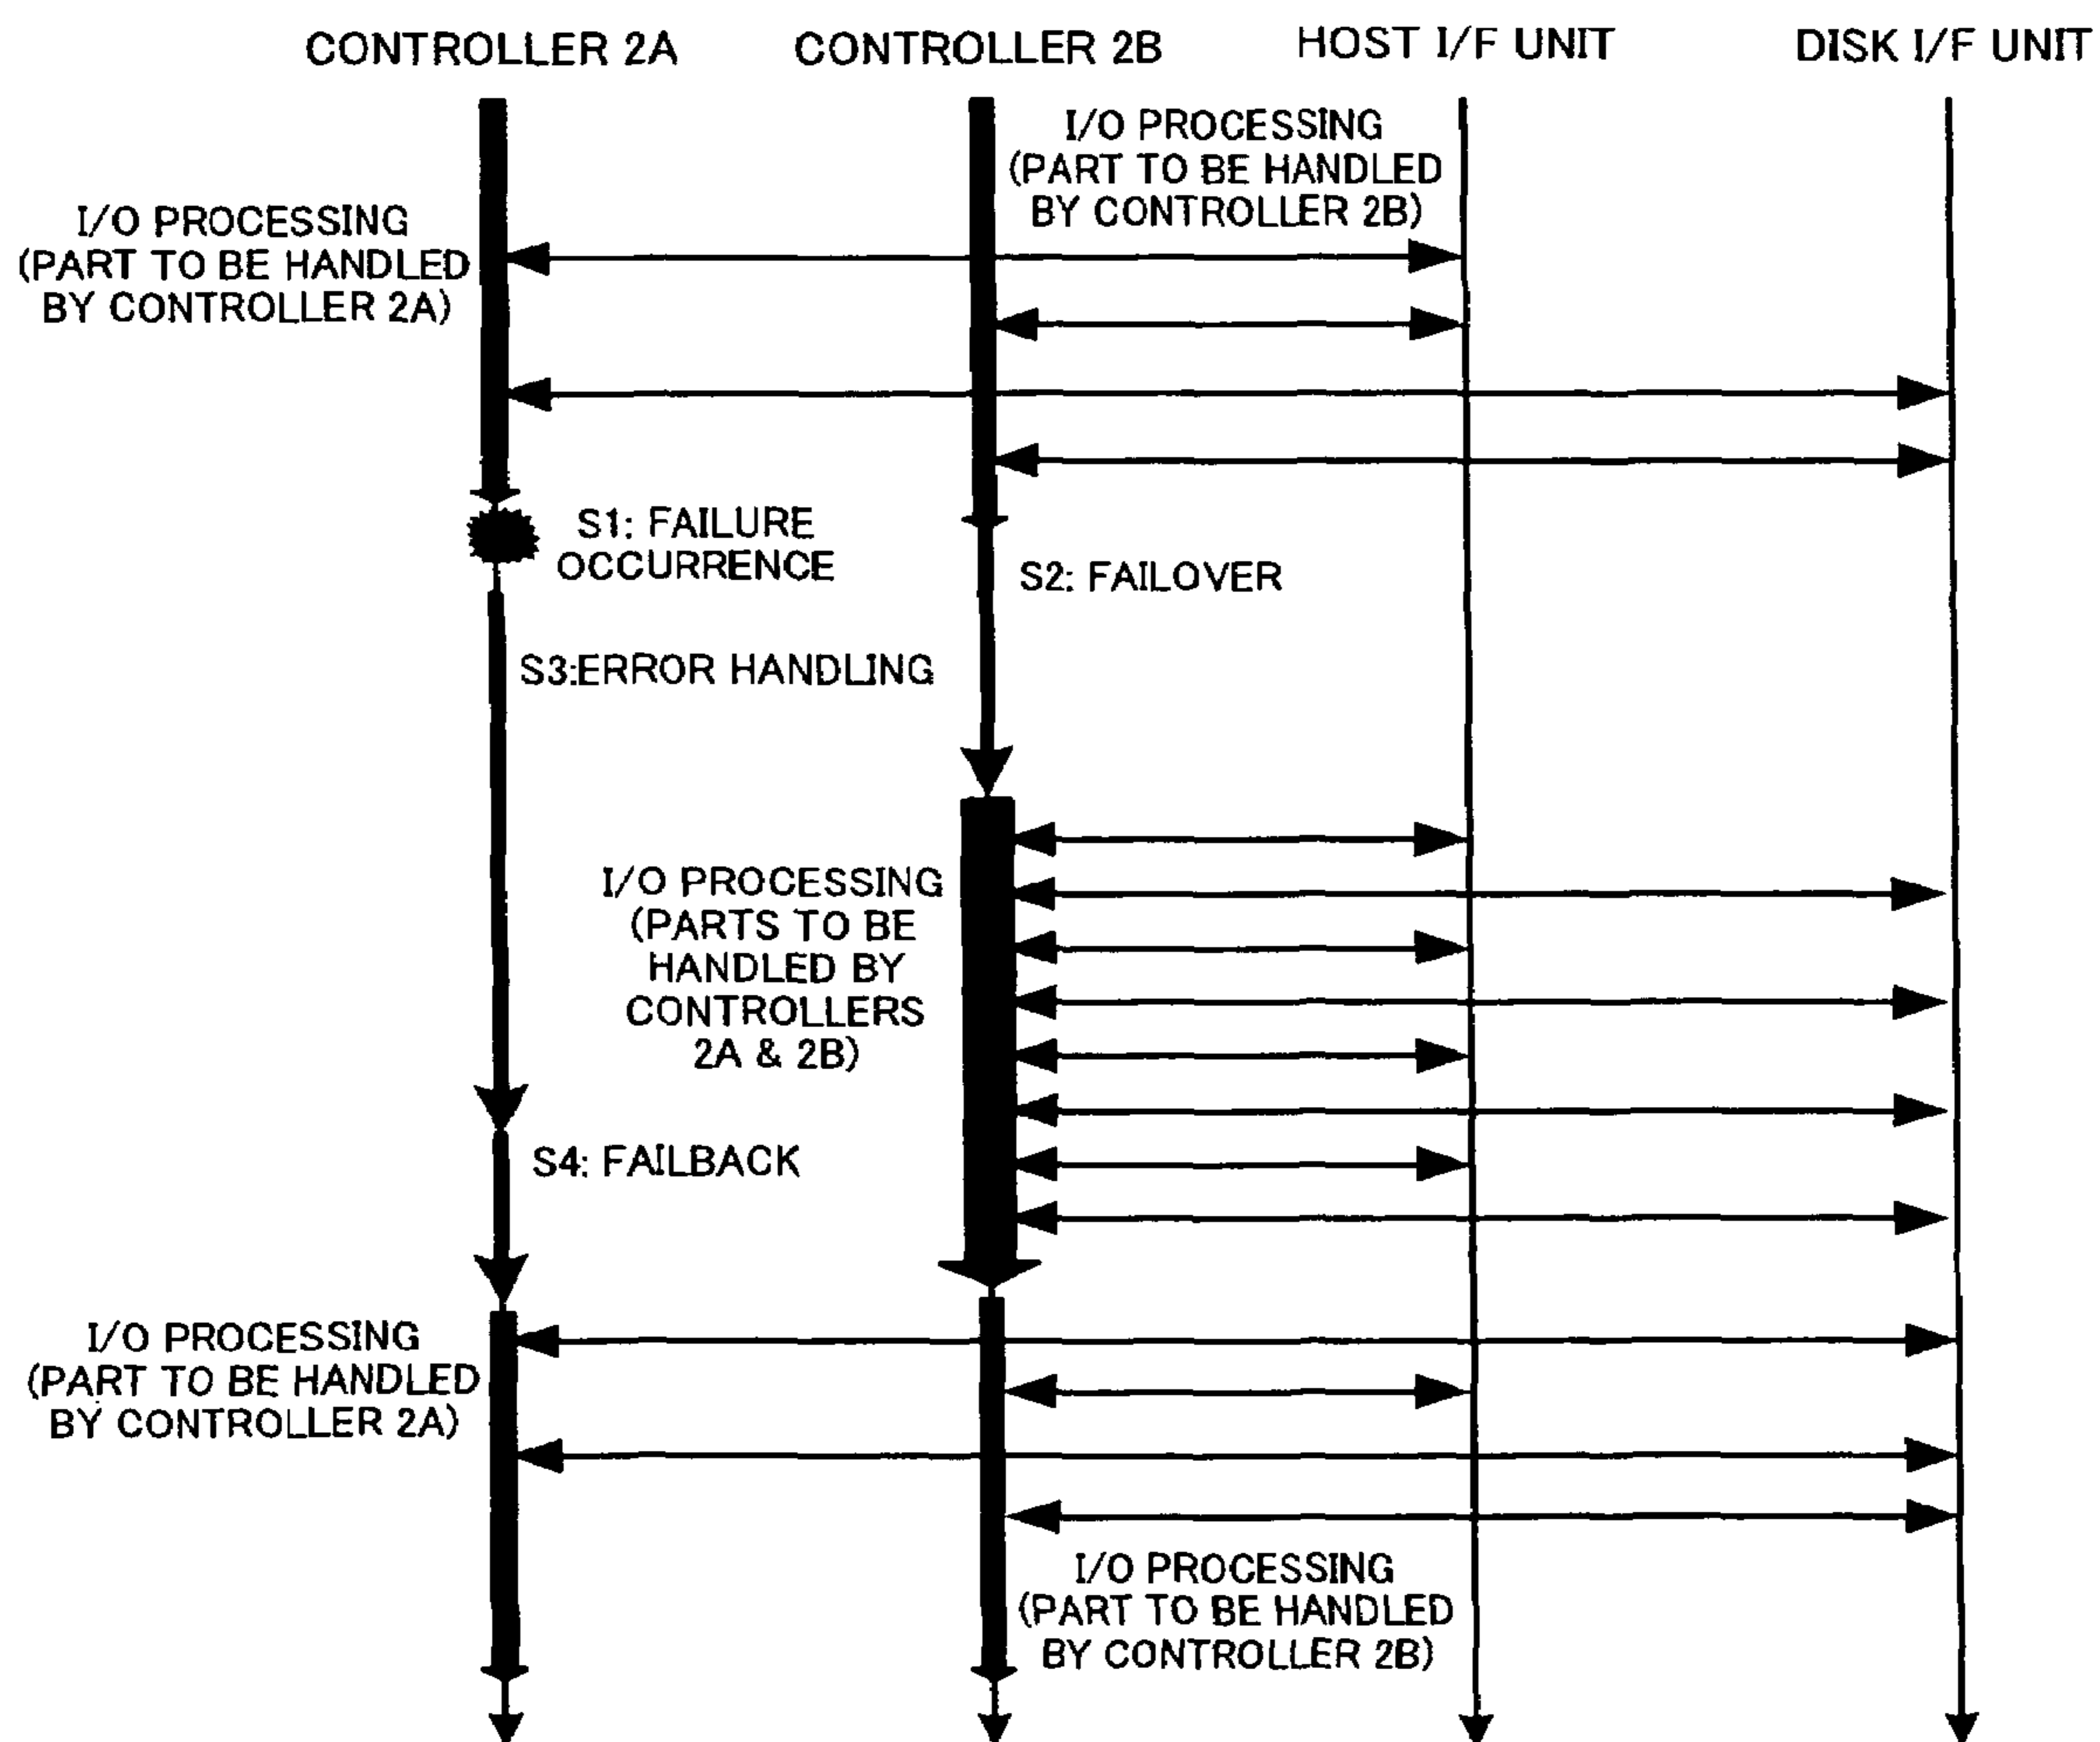 CONTROLLER 2A
CONTROLLER 2B
HOST I/F UNIT
DISK I/F UNIT
I/O PROCESSING
(PART TO BE HANDLED
BY CONTROLLER 2B)
I/O PROCESSING
(PART TO BE HANDLED
BY CONTROLLER 2A)
S1: FAILURE
OCCURRENCE
S2: FAILOVER
S3:ERROR HANDLING
I/O PROCESSING
(PARTS TO BE
HANDLED BY
CONTROLLERS
2A & 2B)
S4: FAILBACK
I/O PROCESSING
(PART TO BE HANDLED
BY CONTROLLER 2A)
I/O PROCESSING
(PART TO BE HANDLED
BY CONTROLLER 2B)